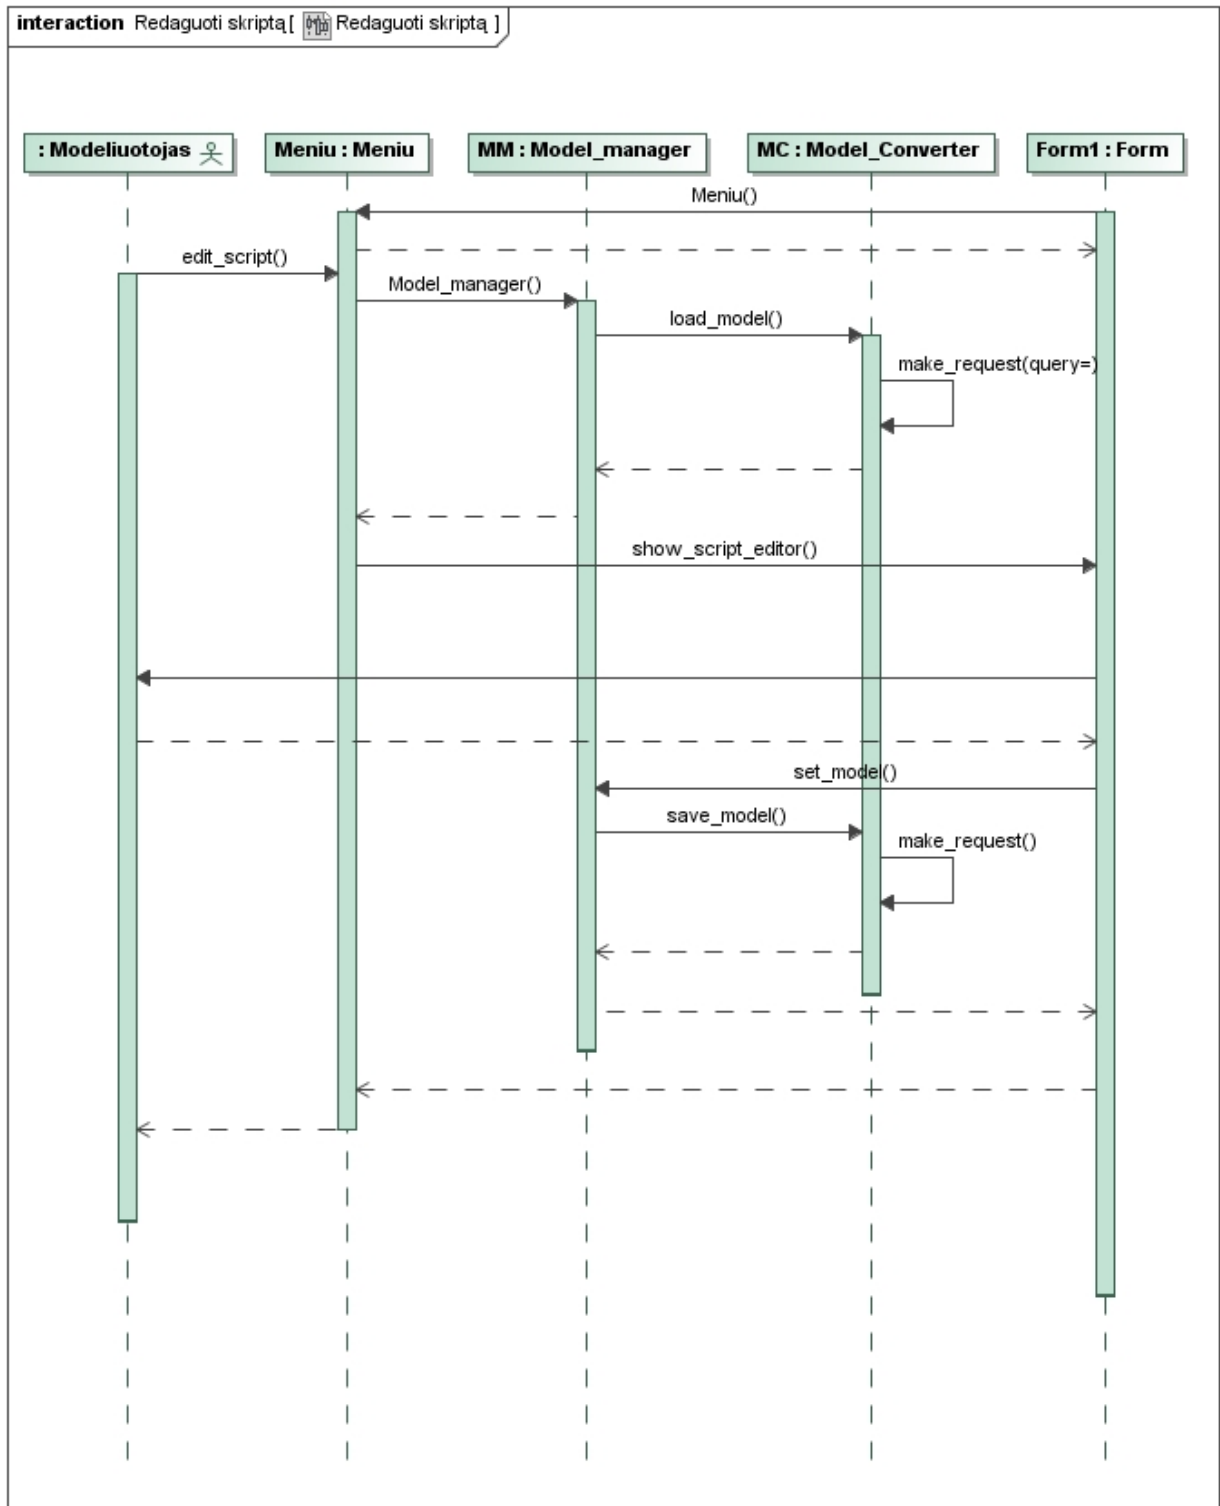 interaction Redaguoti skriptą[ Redaguoti skriptą ]
: Modeliuotojas
Meniu : Meniu
MM : Model_manager
MC : Model_Converter
Form1 : Form
Meniu()
edit_script()
Model_manager()
load_model()
make_request(query=)
show_script_editor()
set_model()
save_model()
make_request()